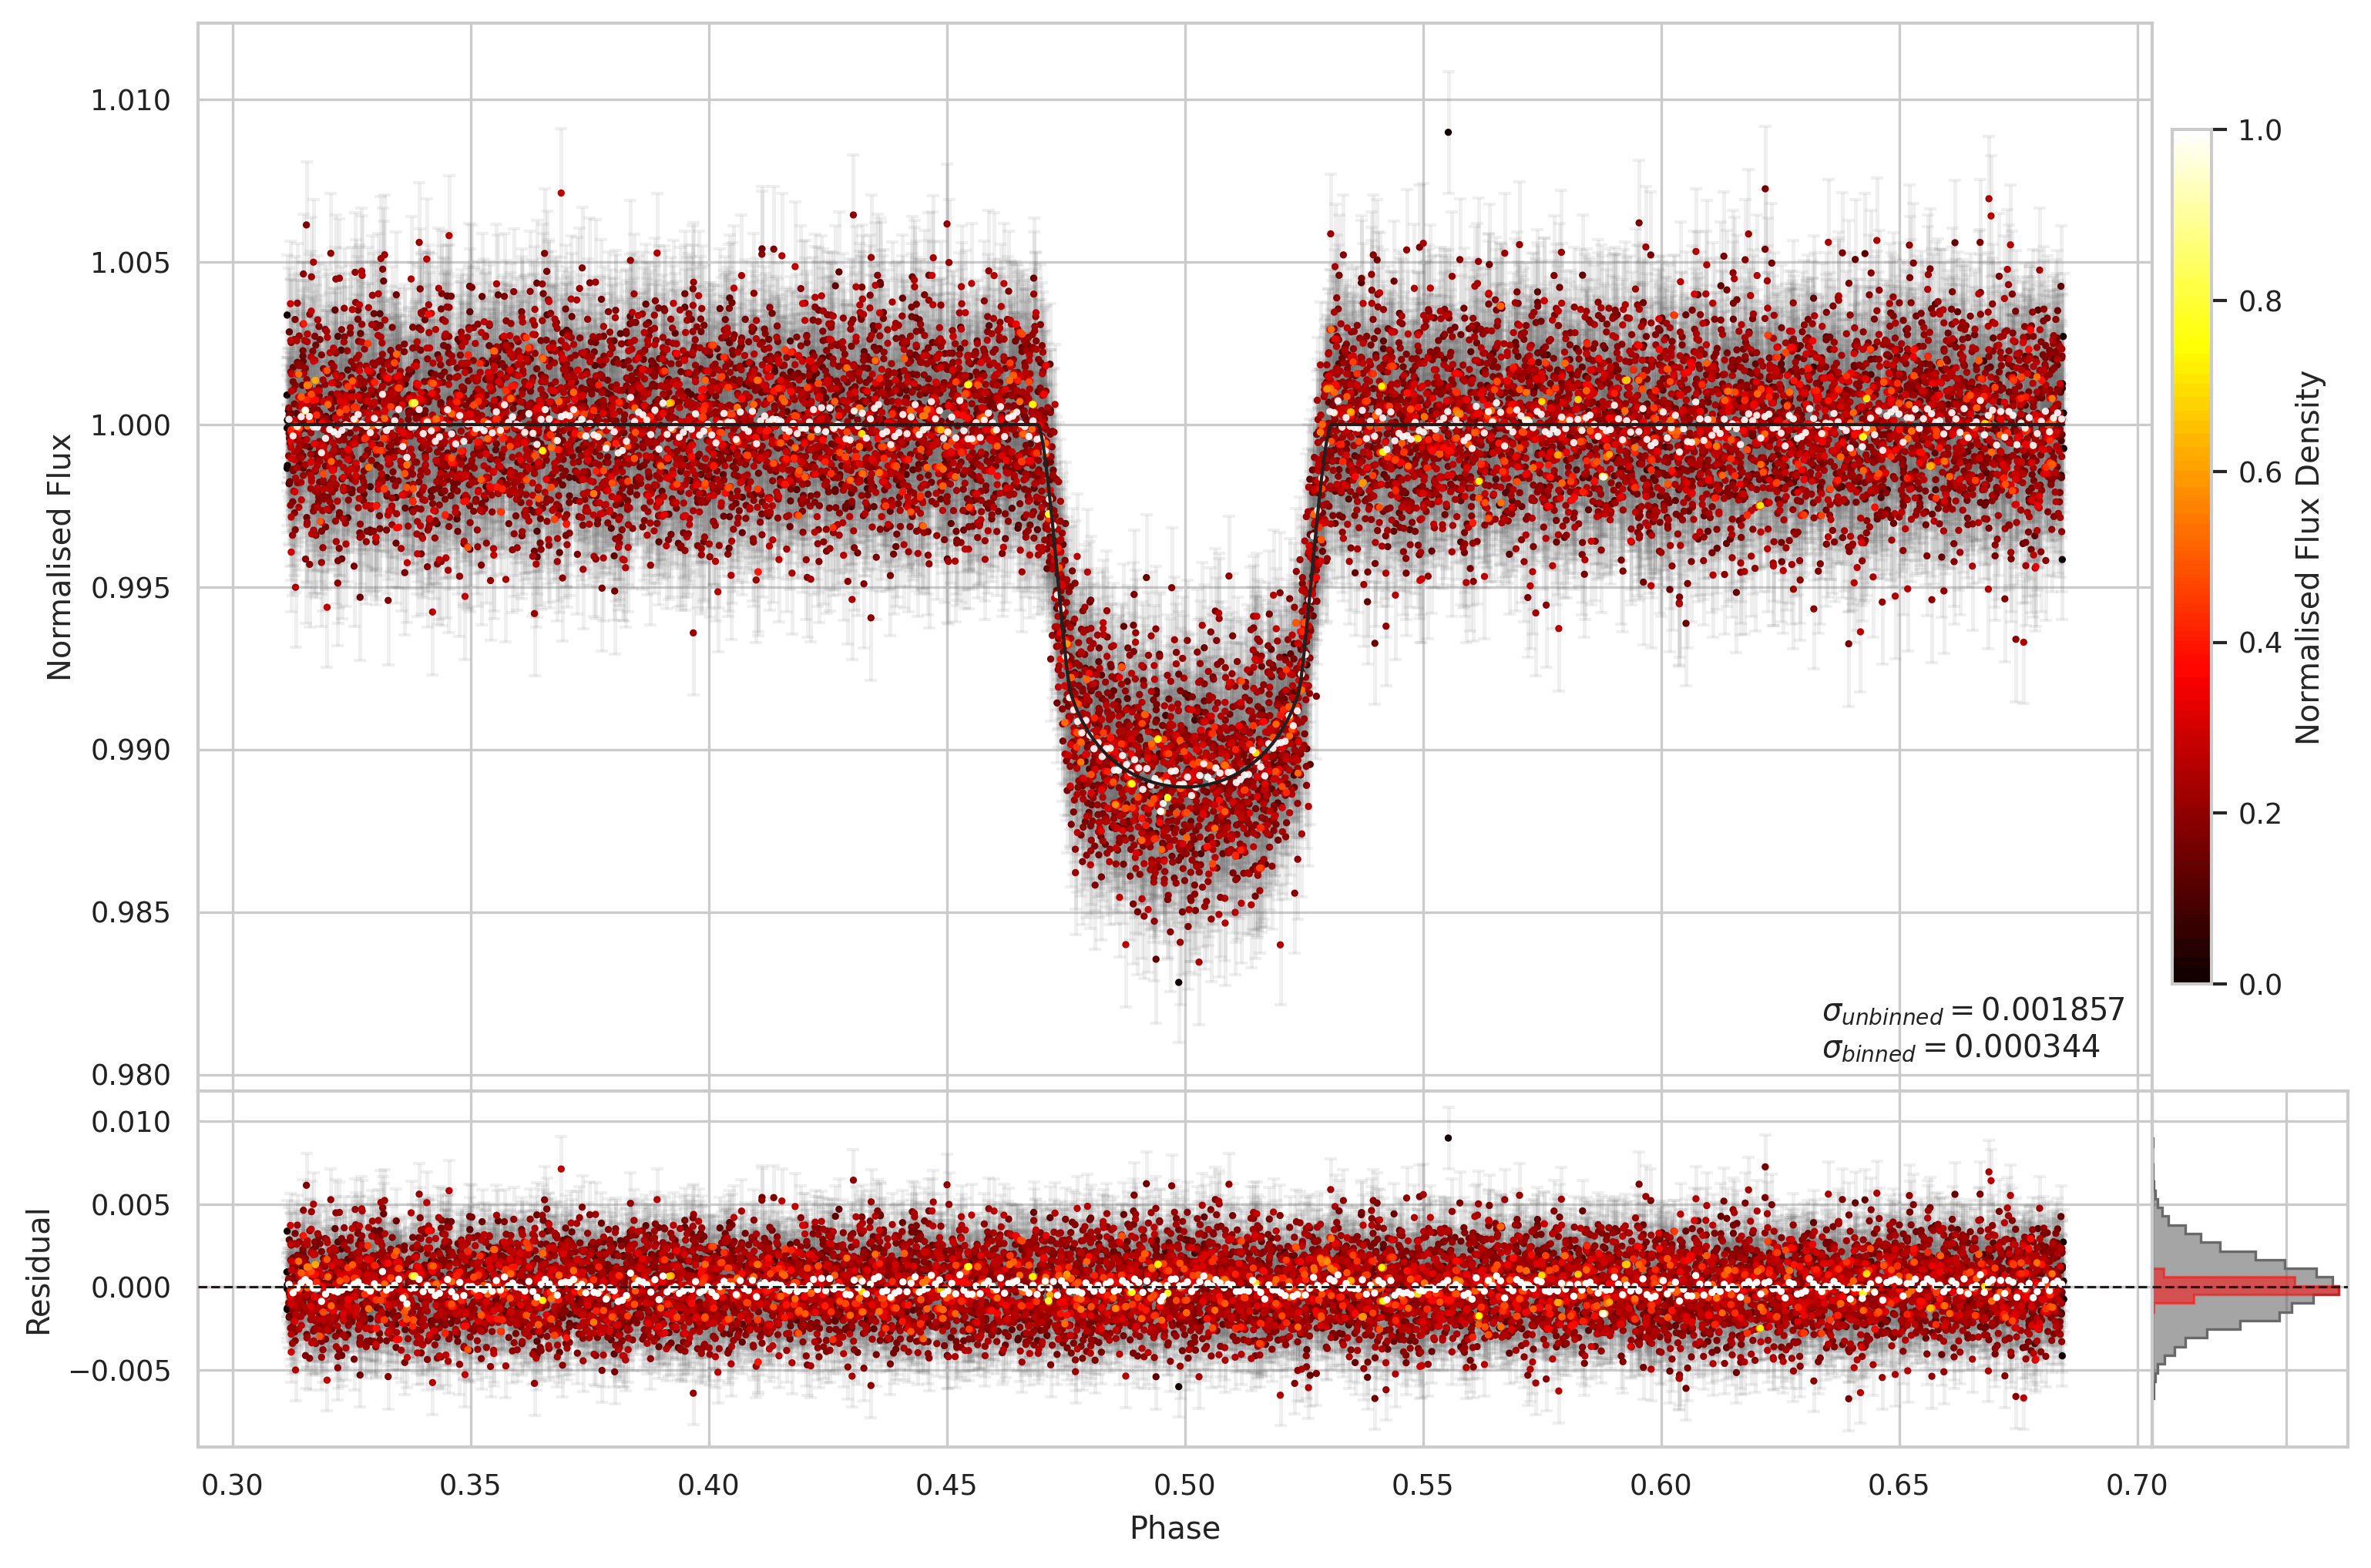 1.010
1.005
1.000
0.995
0.990
0.985
0.980
Normalised Flux
1.0
0.8
0.6
0.4
0.2
0.0
Normalised Flux Density
σunbinned = 0.001857
σbinned = 0.000344
0.010
0.005
0.000
−0.005
Residual
0.30 0.35 0.40 0.45 0.50 0.55 0.60 0.65 0.70
Phase